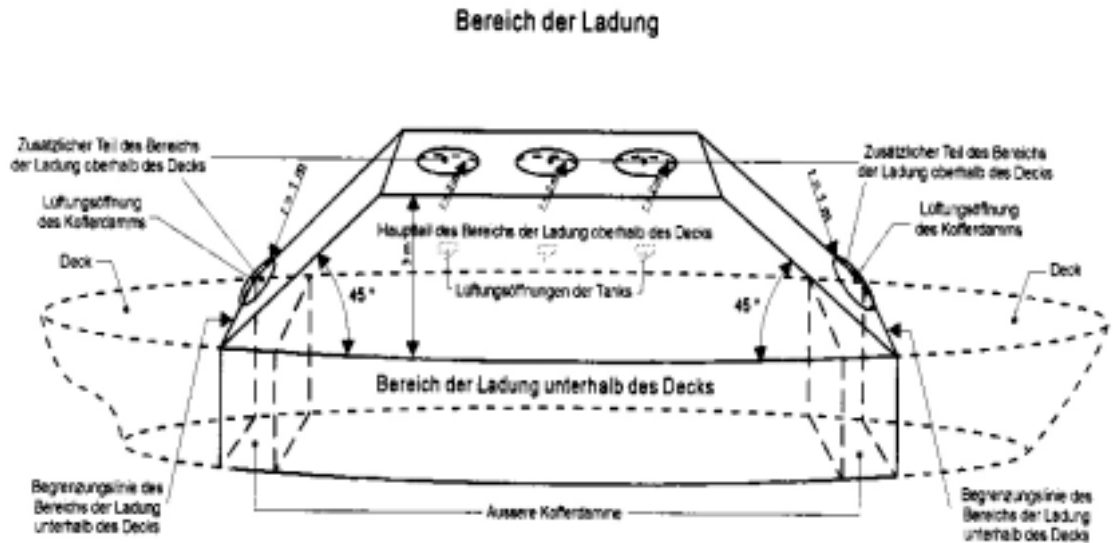 Bereich der Ladung
Zusätzlicher Teil des Bereichs
der Ladung oberhalb des Decks
Zusätzlicher Teil des Bereichs
der Ladung oberhalb des Decks
Lüftungsöffnung
des Kofferdamms
Lüftungsöffnung
des Kofferdamms
Hauptteil des Bereichs der Ladung oberhalb des Decks
Deck
Deck
Lüftungsöffnungen der Tanks
45°
45°
Bereich der Ladung unterhalb des Decks
Begrenzungslinie des
Bereichs der Ladung
unterhalb des Decks
Äussere Kofferdämme
Begrenzungslinie des
Bereichs der Ladung
unterhalb des Decks